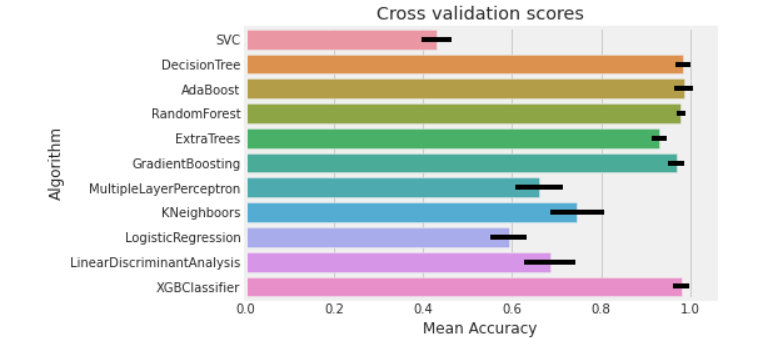 Cross validation scores
Algorithm
SVC
DecisionTree
AdaBoost
RandomForest
ExtraTrees
GradientBoosting
MultipleLayerPerceptron
KNeighboors
LogisticRegression
LinearDiscriminantAnalysis
XGBClassifier
0.0 0.2 0.4 0.6 0.8 1.0
Mean Accuracy